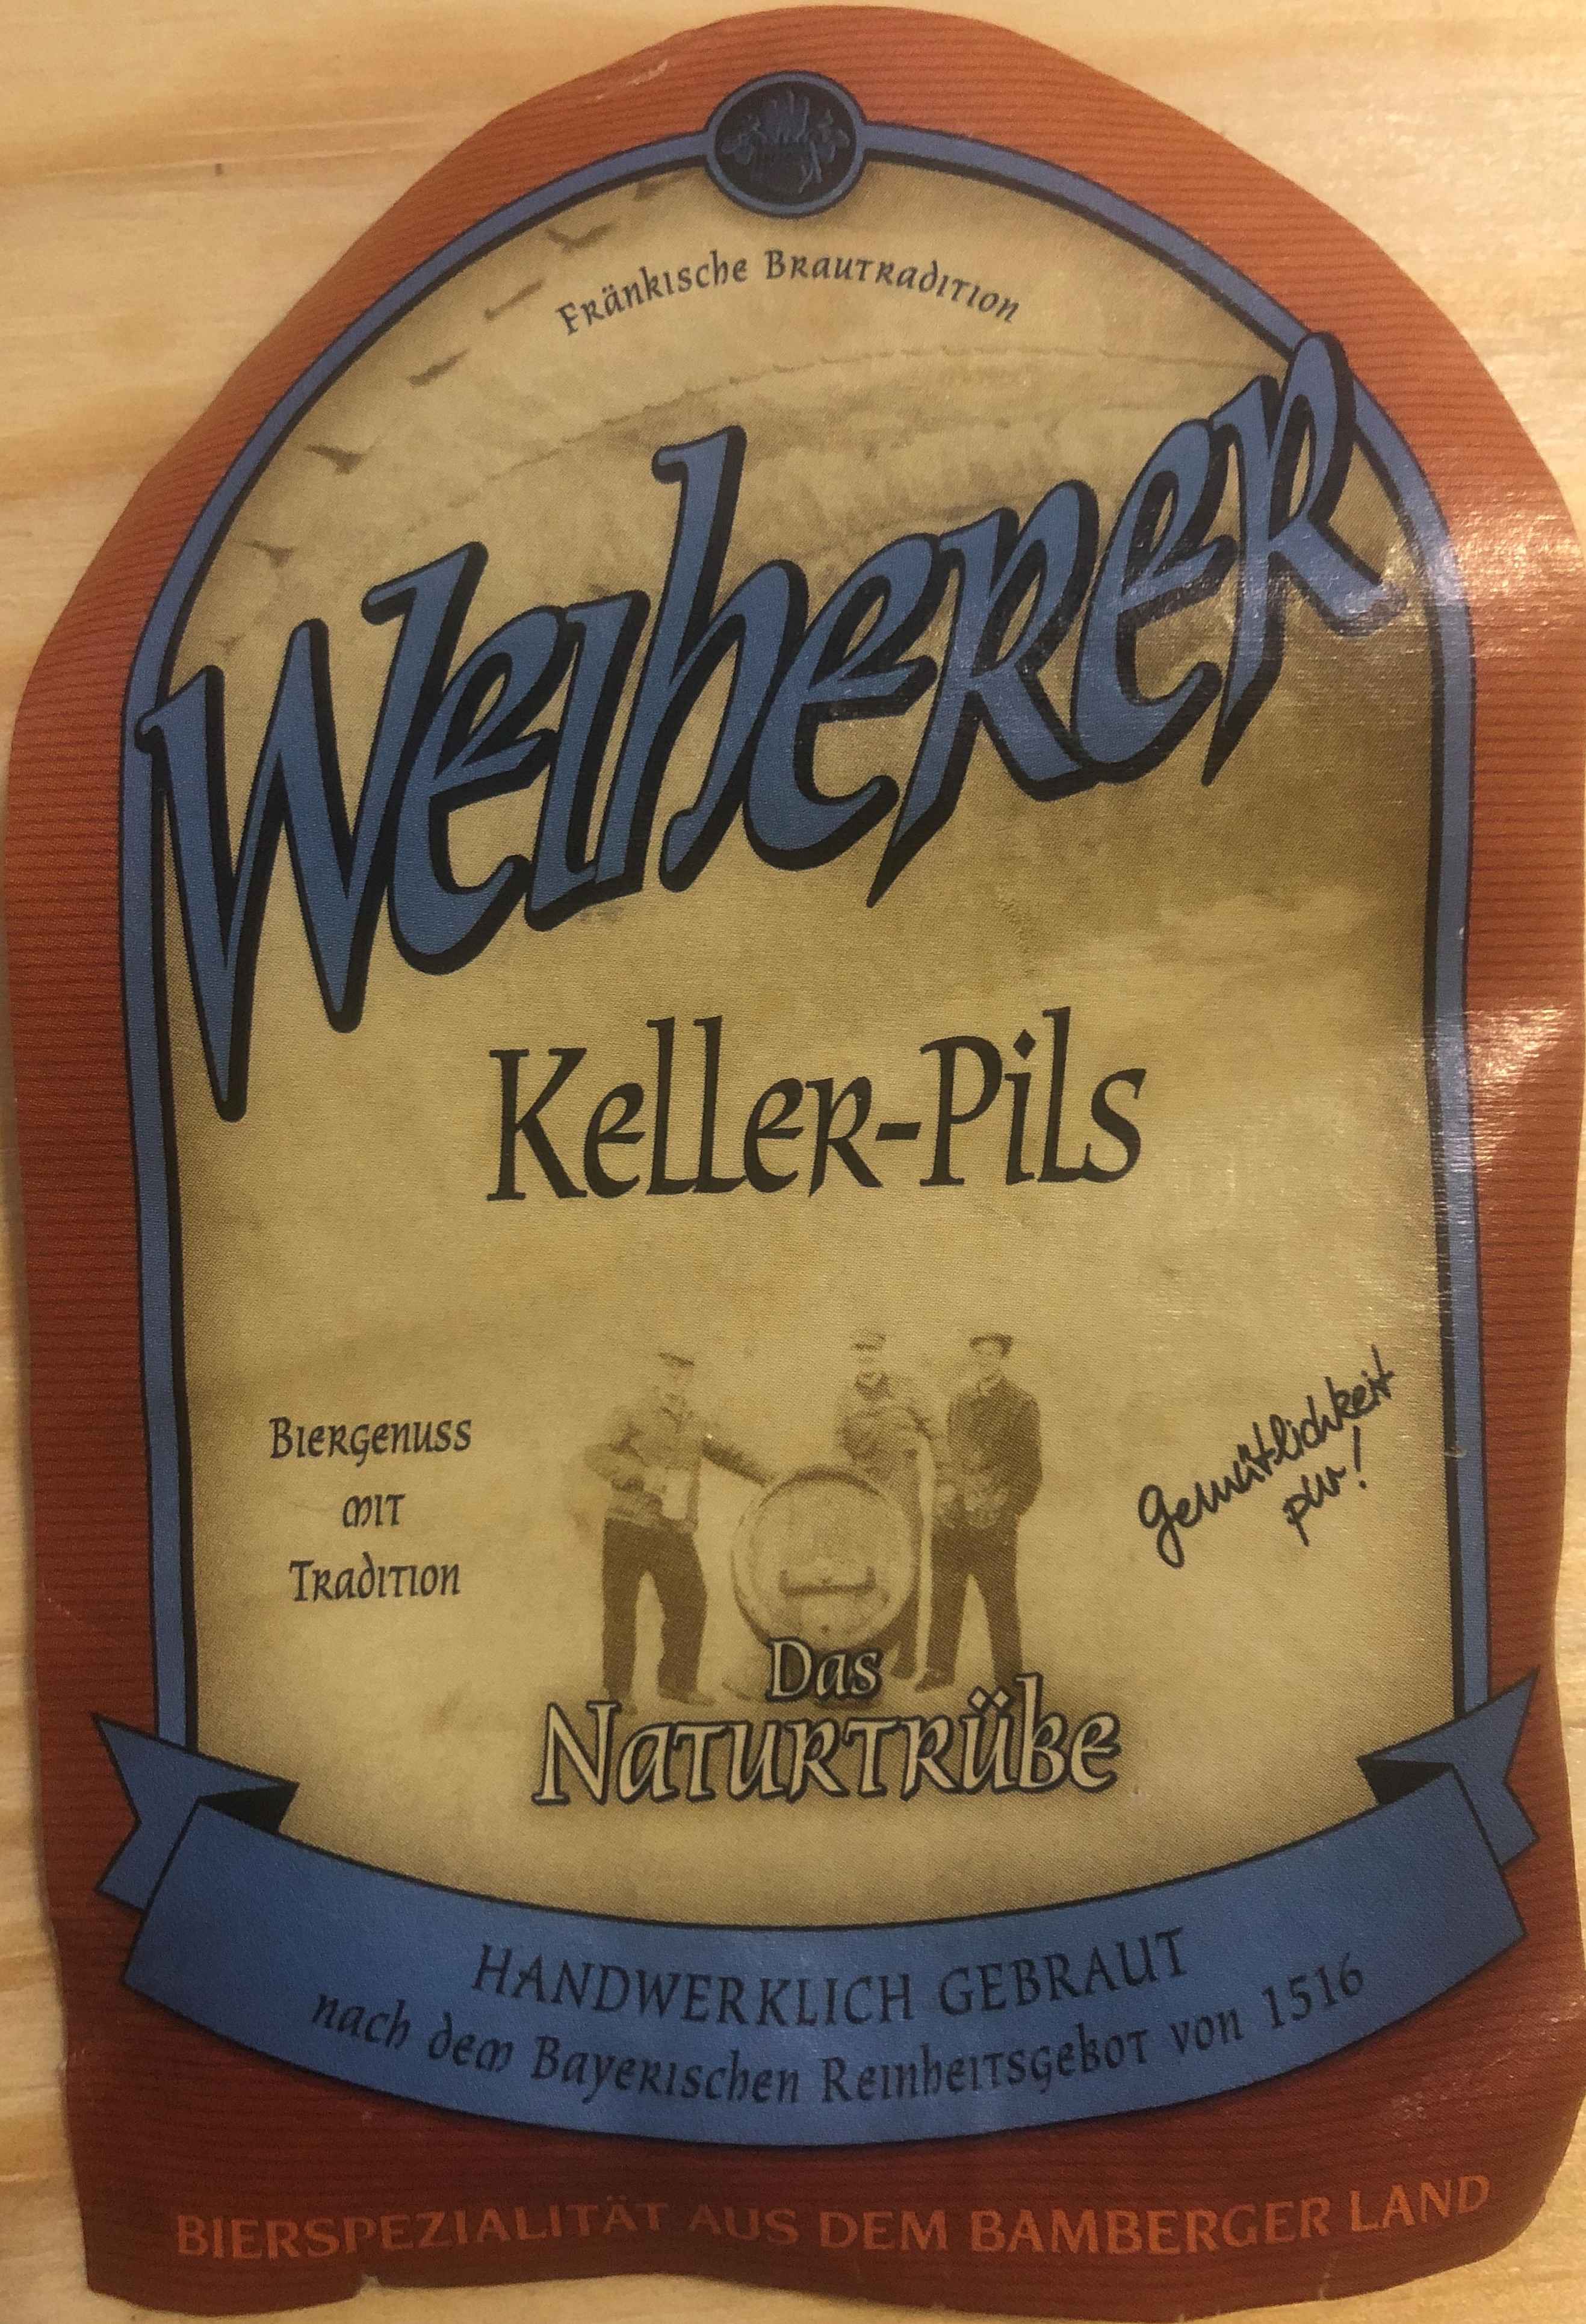 Fränkische Brautradition
Weiherer
Keller-Pils
Biergenuss
mit
Tradition
Gemütlichkeit
pur!
Das
Naturtrübe
HANDWERKLICH GEBRAUT
nach dem Bayerischen Reinheitsgebot von 1516
BIERSPEZIALITÄT AUS DEM BAMBERGER LAND